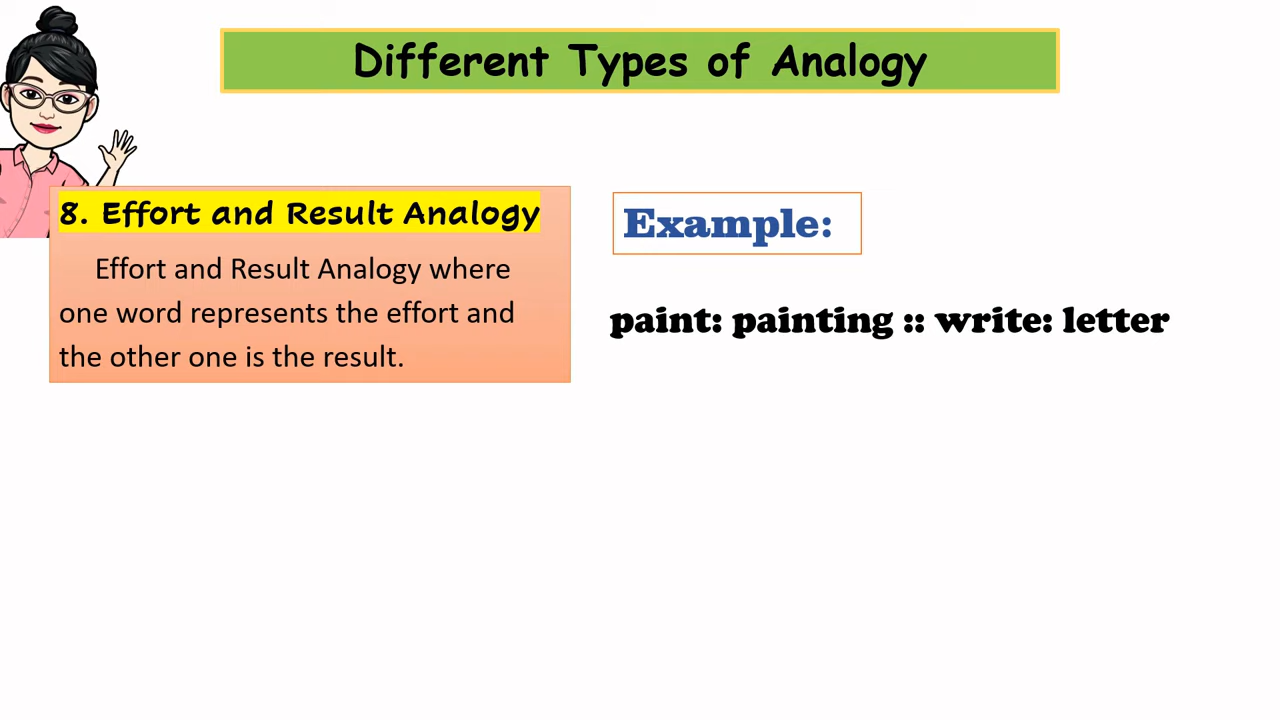 Different Types of Analogy
8. Effort and Result Analogy
Effort and Result Analogy where
one word represents the effort and
the other one is the result.
Example:
paint: painting :: write: letter